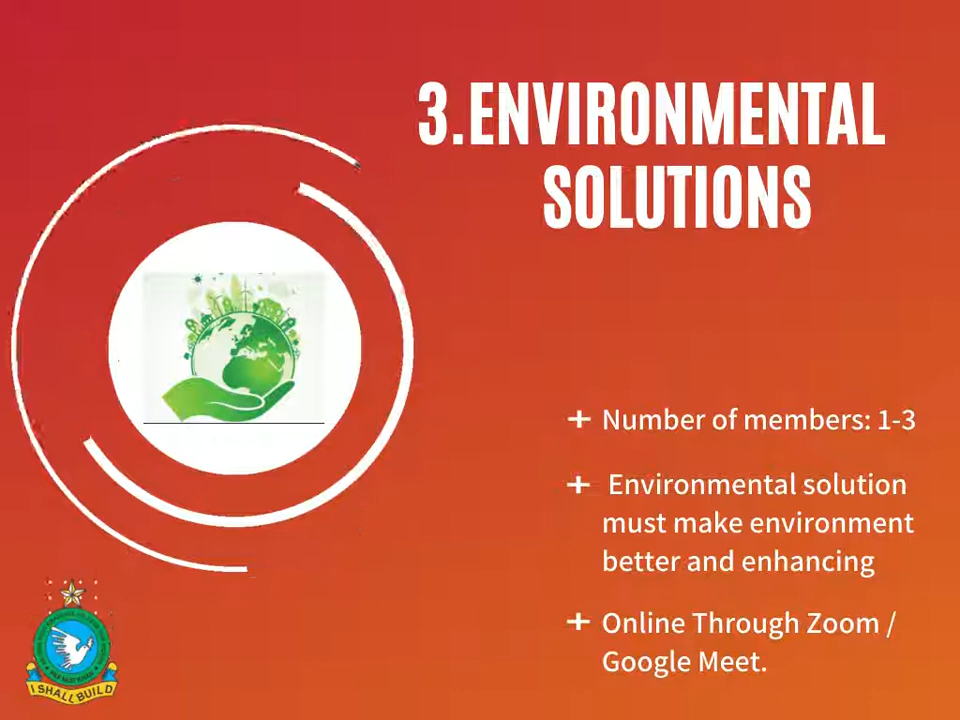 3.ENVIRONMENTAL
SOLUTIONS
+ Number of members: 1-3
+ Environmental solution
must make environment
better and enhancing
+ Online Through Zoom /
Google Meet.
I SHALL BUILD